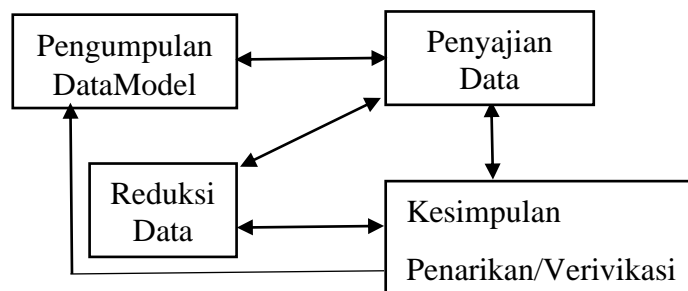 Pengumpulan
DataModel
Penyajian
Data
Reduksi
Data
Kesimpulan
Penarikan/Verivikasi